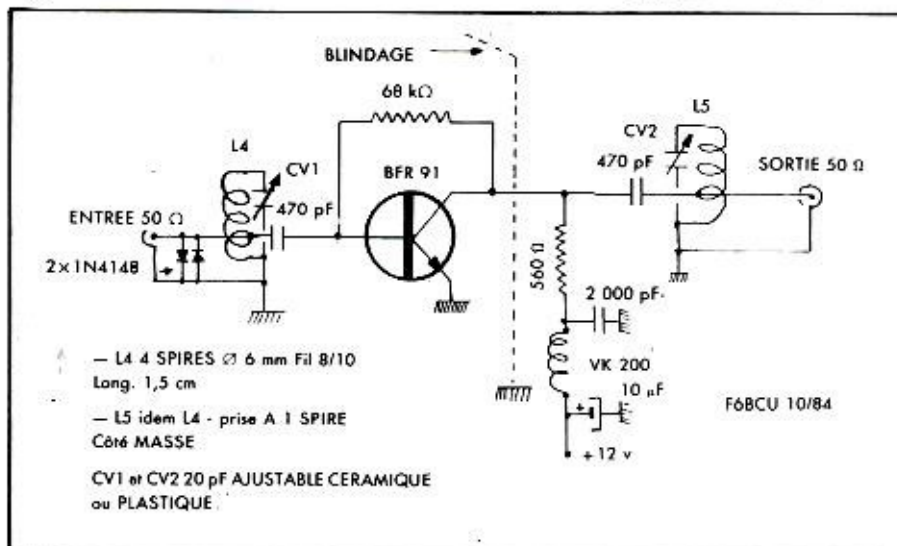 BLINDAGE
68 kΩ
L4
CV1
470 pF
BFR 91
ENTREE 50 Ω
2×1N4148
L5
CV2
470 pF
SORTIE 50 Ω
560 Ω
2 000 pF
VK 200
10 µF
+
+12 v
F6BCU 10/84
— L4 4 SPIRES Ø 6 mm Fil 8/10
Long. 1,5 cm
— L5 idem L4 - prise A 1 SPIRE
Côté MASSE
CV1 et CV2 20 pF AJUSTABLE CERAMIQUE
ou PLASTIQUE